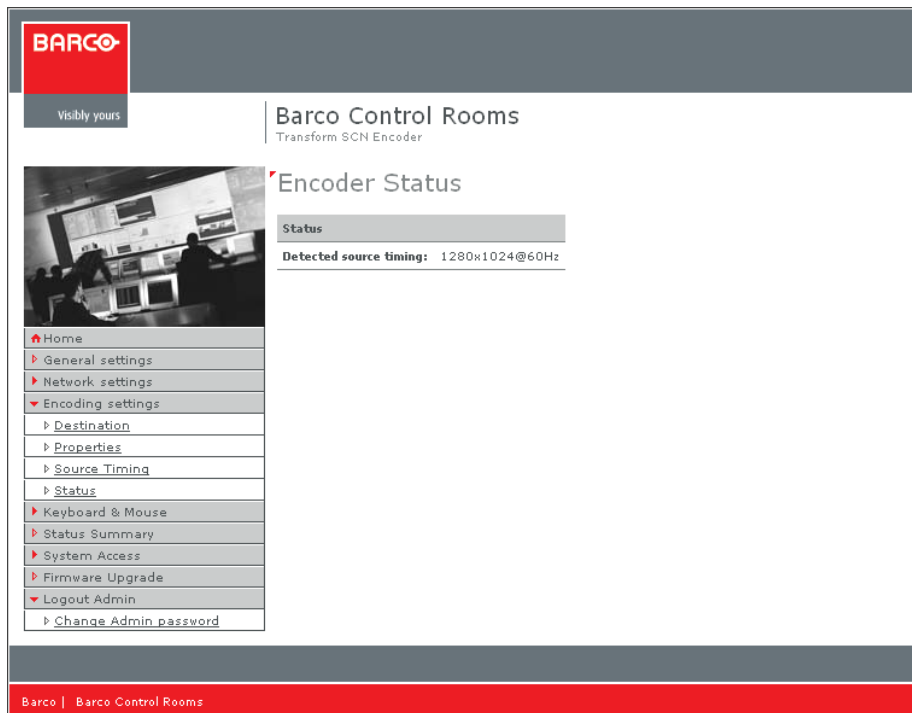 BARCO
Visibly yours
Barco Control Rooms
Transform SCN Encoder
Encoder Status
Status
Detected source timing: 1280x1024@60Hz
Home
General settings
Network settings
Encoding settings
Destination
Properties
Source Timing
Status
Keyboard & Mouse
Status Summary
System Access
Firmware Upgrade
Logout Admin
Change Admin password
Barco | Barco Control Rooms